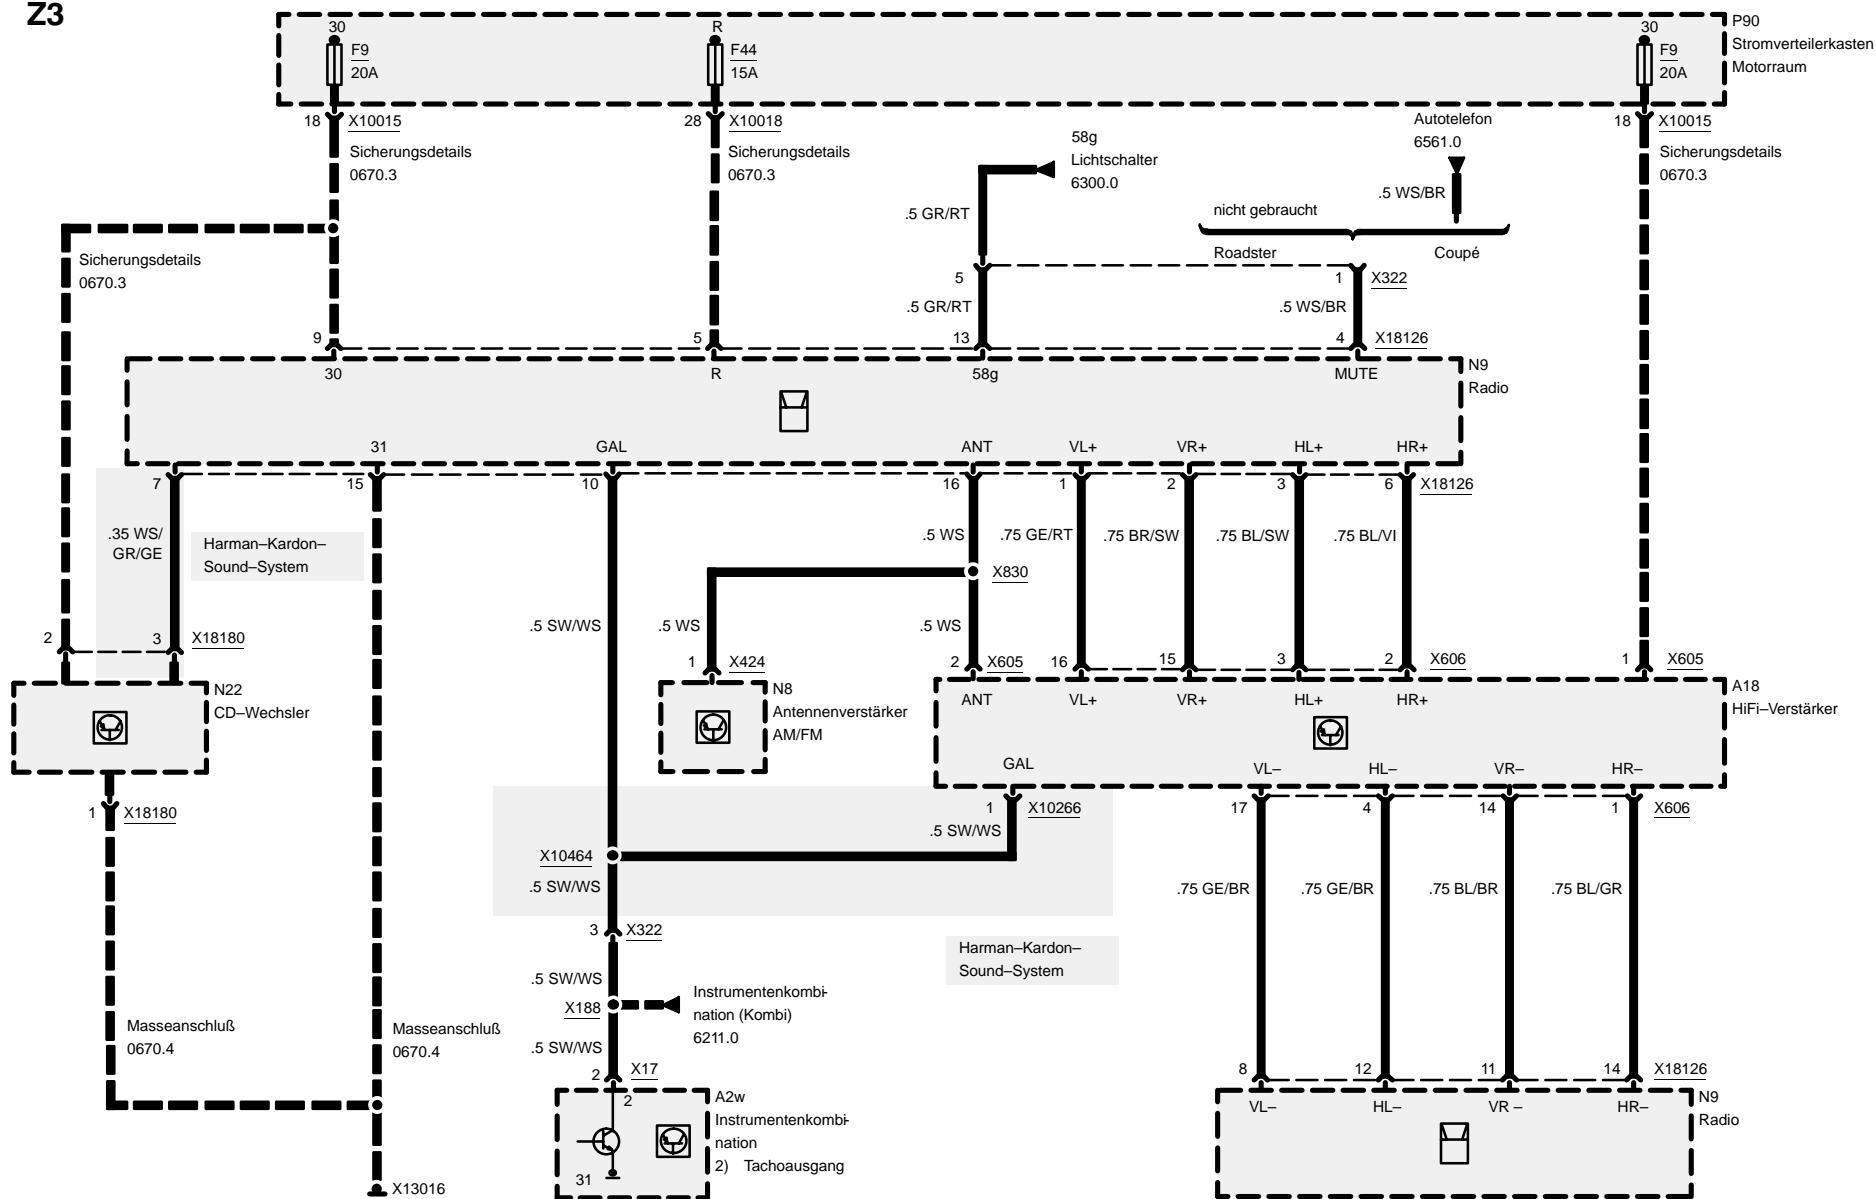 Z3
30
R
30
P90
F9
F44
F9
Stromverteilerkasten
20A
15A
20A
Motorraum
18
X10015
28
X10018
Autotelefon
6561.0
18
X10015
Sicherungsdetails
0670.3
Sicherungsdetails
0670.3
58g
Lichtschalter
6300.0
Sicherungsdetails
0670.3
.5 WS/BR
.5 GR/RT
nicht gebraucht
Roadster
Coupé
Sicherungsdetails
0670.3
5
1
X322
.5 GR/RT
.5 WS/BR
9
5
13
4
X18126
30
R
58g
MUTE
N9
Radio
31
GAL
ANT
VL+
VR+
HL+
HR+
7
15
10
16
1
2
3
6
X18126
.35 WS/
GR/GE
Harman–Kardon–
Sound–System
.5 WS
.75 GE/RT
.75 BR/SW
.75 BL/SW
.75 BL/VI
X830
.5 SW/WS
.5 WS
.5 WS
2
3
X18180
1
X424
2
X605
16
15
3
2
X606
1
X605
N22
CD–Wechsler
N8
Antennenverstärker
AM/FM
ANT
VL+
VR+
HL+
HR+
A18
HiFi–Verstärker
GAL
VL–
HL–
VR–
HR–
1
X18180
1
X10266
17
4
14
1
X606
.5 SW/WS
X10464
.5 SW/WS
.75 GE/BR
.75 GE/BR
.75 BL/BR
.75 BL/GR
3
X322
Harman–Kardon–
Sound–System
.5 SW/WS
X188
Instrumentenkombi-
nation (Kombi)
6211.0
Masseanschluß
0670.4
Masseanschluß
0670.4
.5 SW/WS
2
X17
8
12
11
14
X18126
2
A2w
Instrumentenkombi-
nation
2) Tachoausgang
31
VL–
HL–
VR –
HR–
N9
Radio
X13016